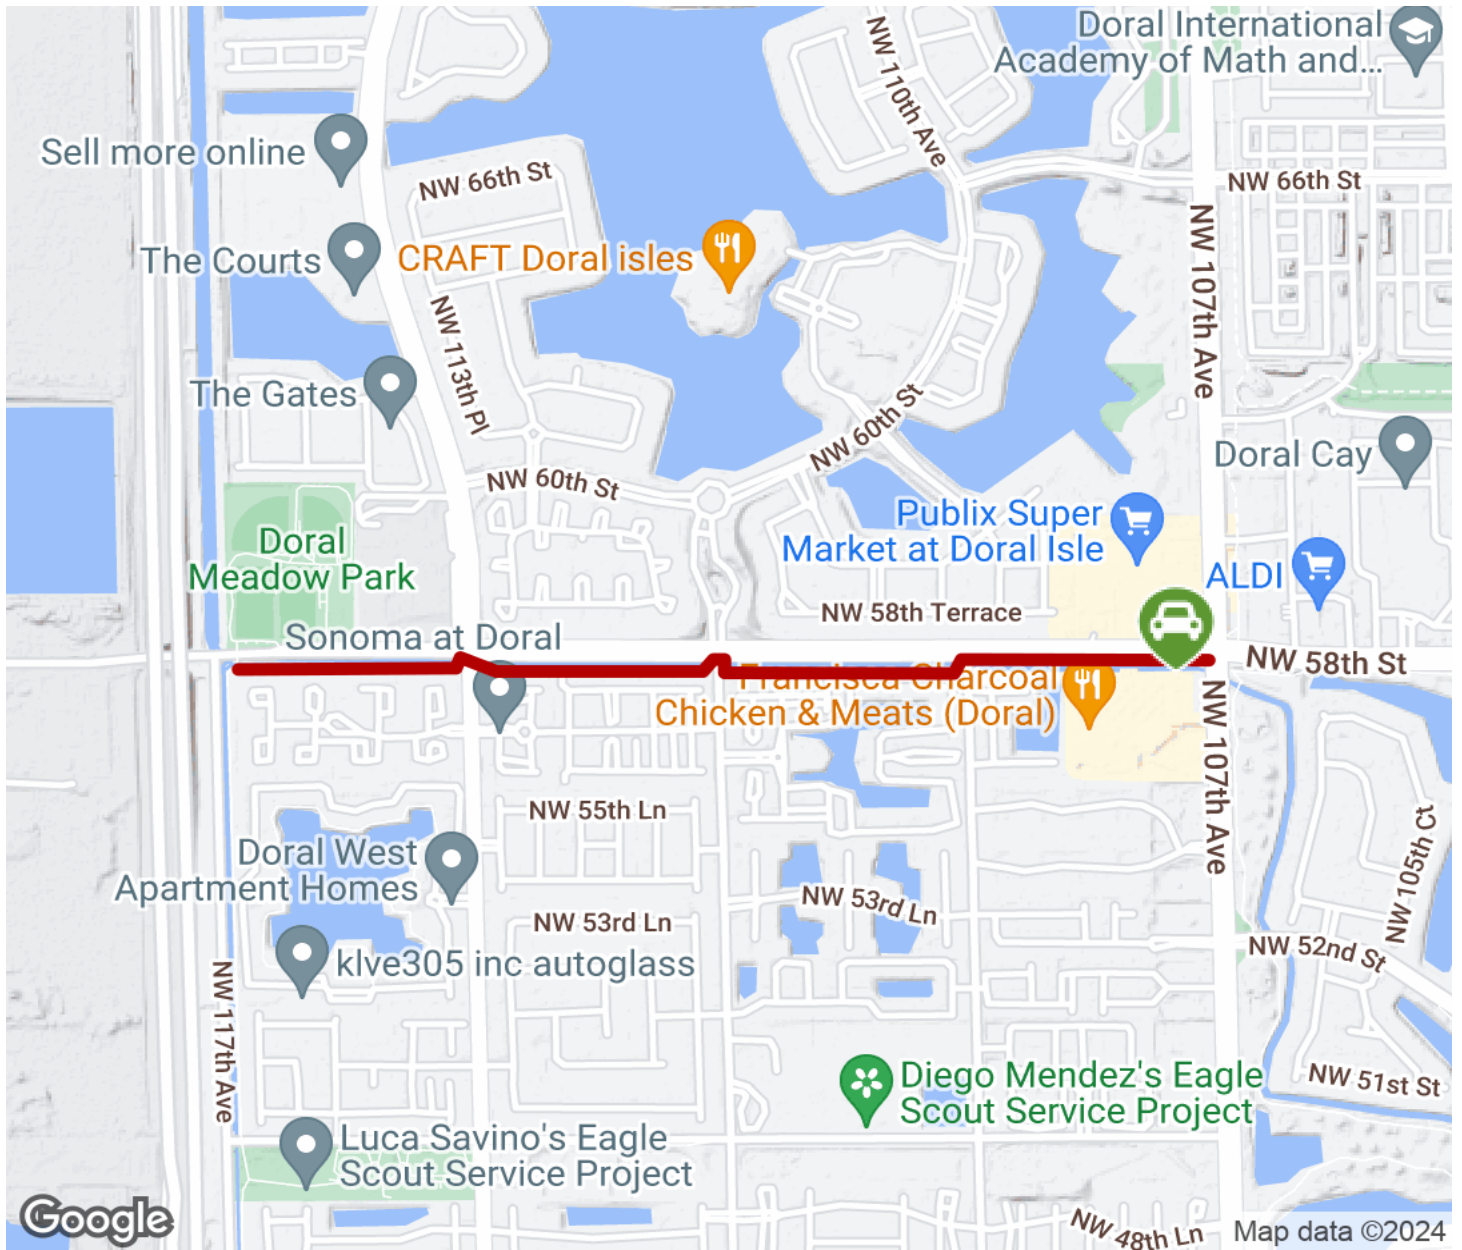 Doral International
Academy of Math and...
NW 110th Ave
Sell more online
NW 66th St
NW 66th St
The Courts
CRAFT Doral isles
NW 107th Ave
NW 113th Pl
The Gates
NW 60th St
Doral Cay
NW 60th St
Publix Super
Market at Doral Isle
Doral
Meadow Park
ALDI
NW 58th Terrace
Sonoma at Doral
NW 58th St
Francisca Charcoal
Chicken & Meats (Doral)
NW 107th Ave
NW 55th Ln
NW 105th Ct
Doral West
Apartment Homes
NW 53rd Ln
NW 53rd Ln
NW 52nd St
klve305 inc autoglass
NW 117th Ave
Diego Mendez's Eagle
Scout Service Project
NW 51st St
Luca Savino's Eagle
Scout Service Project
Google
NW 48th Ln
Map data ©2024